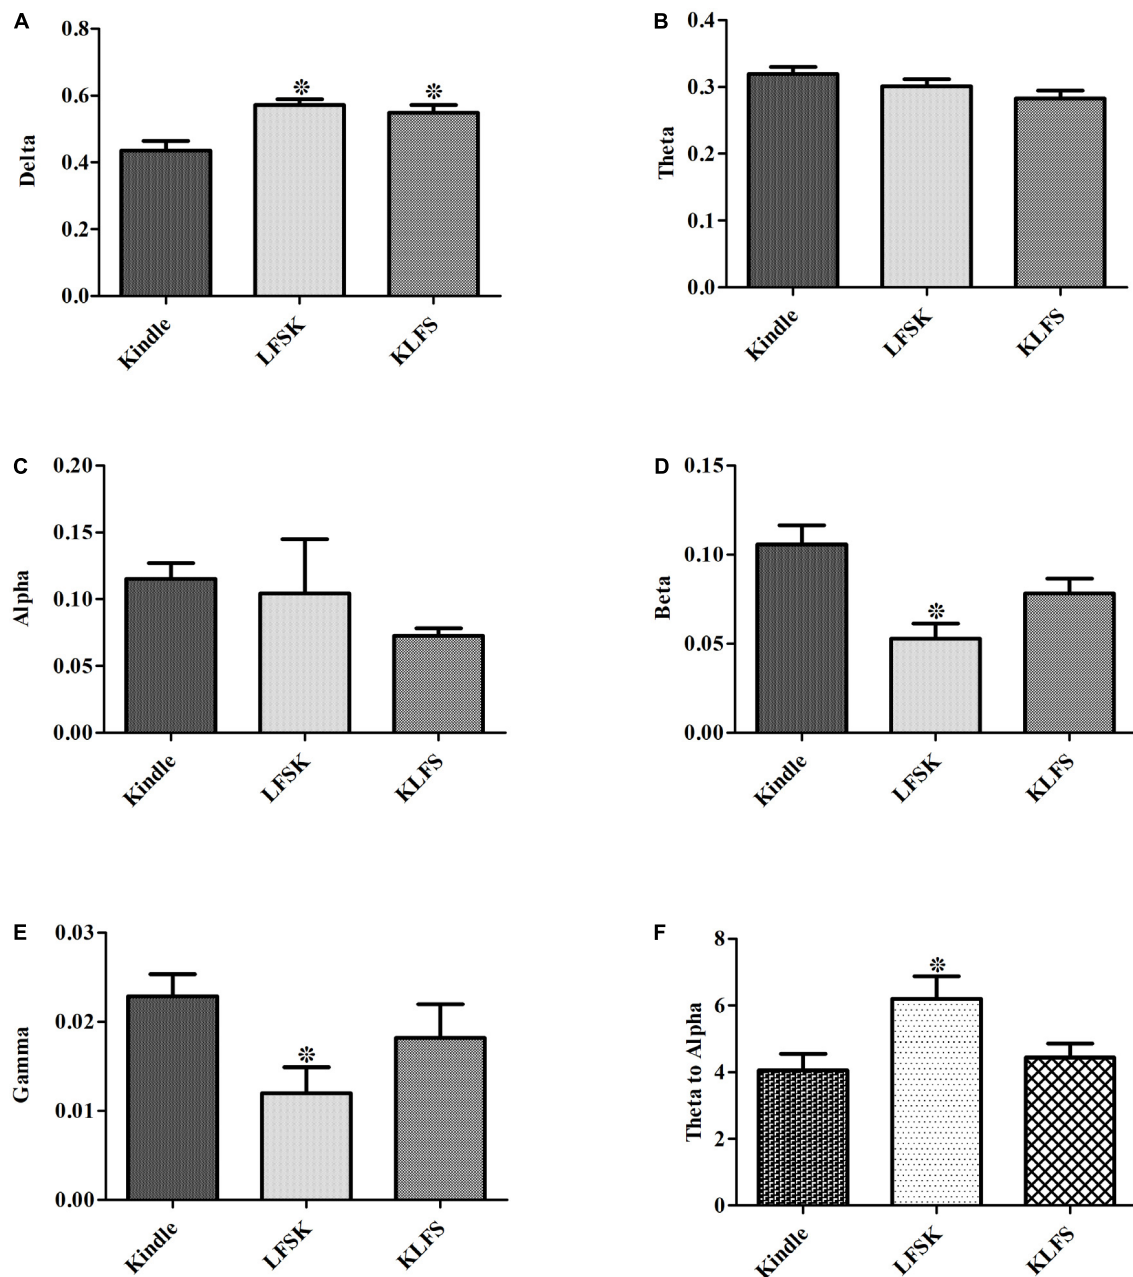 A
Delta
0.8
0.6
0.4
0.2
0.0
Kindle
LFSK
KLFS
B
Theta
0.4
0.3
0.2
0.1
0.0
Kindle
LFSK
KLFS
C
Alpha
0.20
0.15
0.10
0.05
0.00
Kindle
LFSK
KLFS
D
Beta
0.15
0.10
0.05
0.00
Kindle
LFSK
KLFS
E
Gamma
0.03
0.02
0.01
0.00
Kindle
LFSK
KLFS
F
Theta to Alpha
8
6
4
2
0
Kindle
LFSK
KLFS